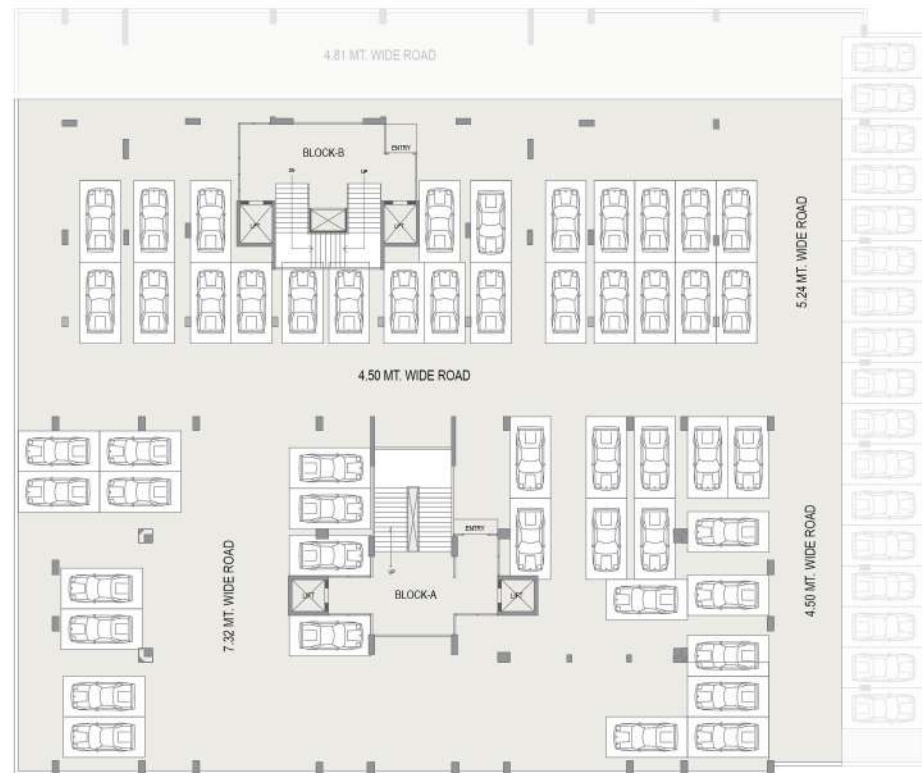 4.81 MT. WIDE ROAD
BLOCK-B
ENTRY
UP
LIFT
LIFT
5.24 MT. WIDE ROAD
4.50 MT. WIDE ROAD
ENTRY
UP
7.32 MT. WIDE ROAD
LIFT
BLOCK-A
LIFT
4.50 MT. WIDE ROAD